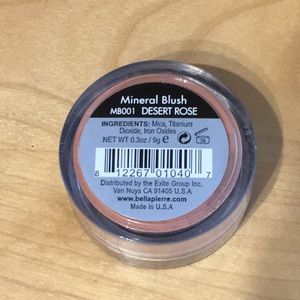 Mineral Blush
MB001 DESERT ROSE
INGREDIENTS: Mica, Titanium
Dioxide, Iron Oxides
NET WT 0.3oz / 9g
8 12267 01040 7
Distributed by the Exite Group Inc.
Van Nuys CA 91405 U.S.A
www.bellapierre.com
Made in U.S.A